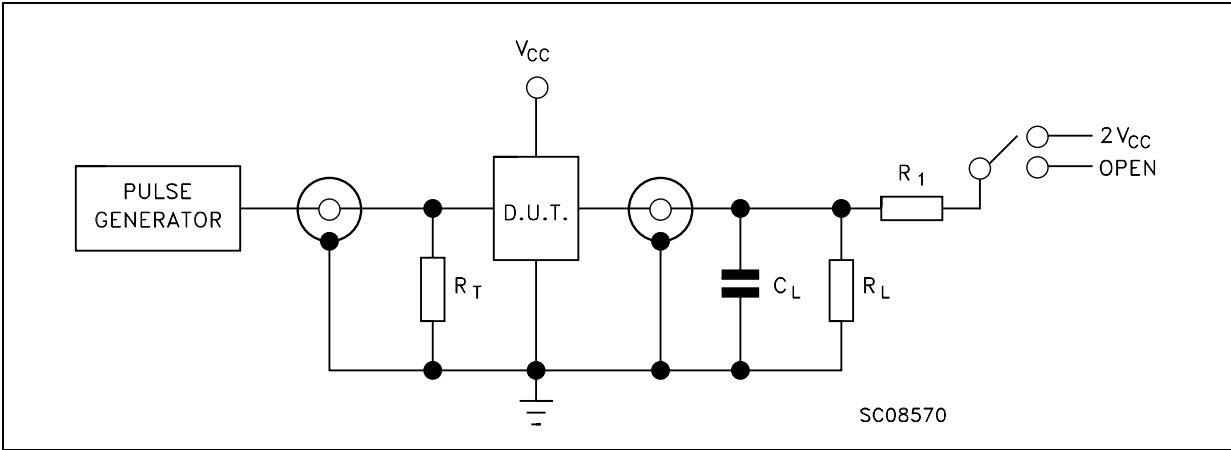 VCC
PULSE
GENERATOR
D.U.T.
RT
CL
RL
R1
2VCC
OPEN
SC08570